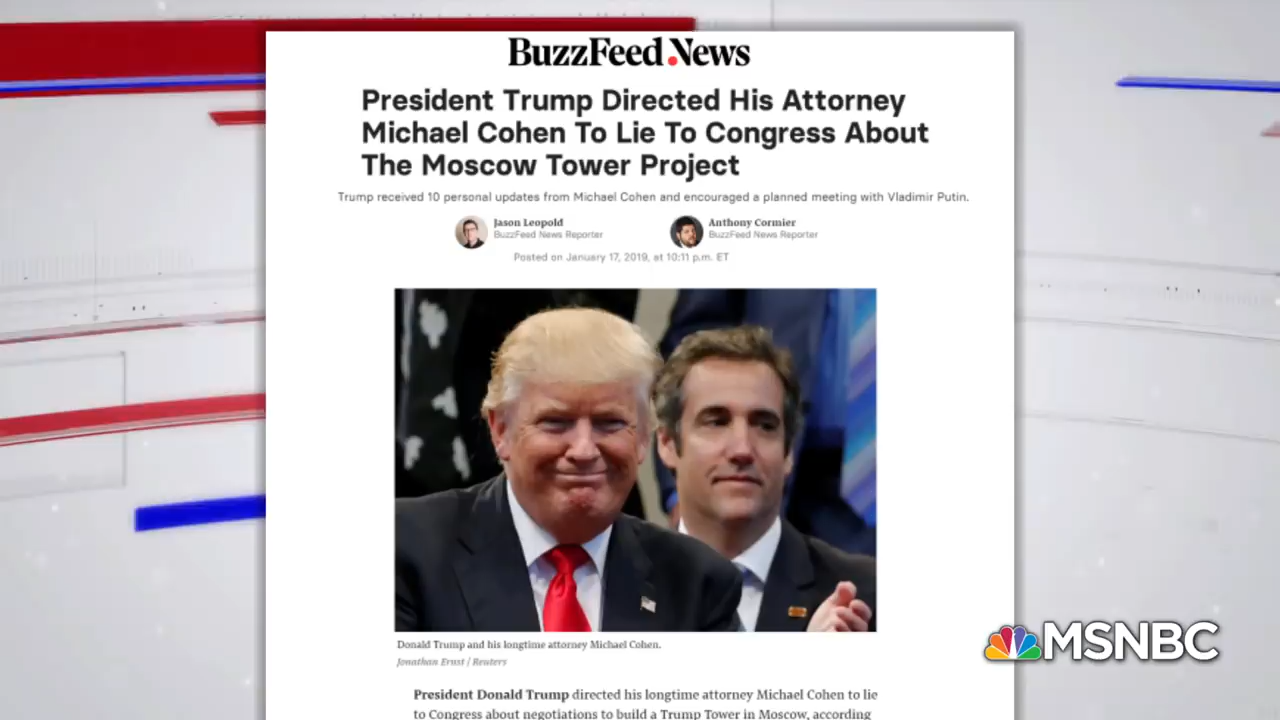 BuzzFeed News
President Trump Directed His Attorney
Michael Cohen To Lie To Congress About
The Moscow Tower Project
Trump received 10 personal updates from Michael Cohen and encouraged a planned meeting with Vladimir Putin.
Jason Leopold
BuzzFeed News Reporter
Anthony Cormier
BuzzFeed News Reporter
Posted on January 17, 2019, at 10:11 p.m. ET
Donald Trump and his longtime attorney Michael Cohen.
Jonathan Ernst / Reuters
MSNBC
President Donald Trump directed his longtime attorney Michael Cohen to lie
to Congress about negotiations to build a Trump Tower in Moscow, according